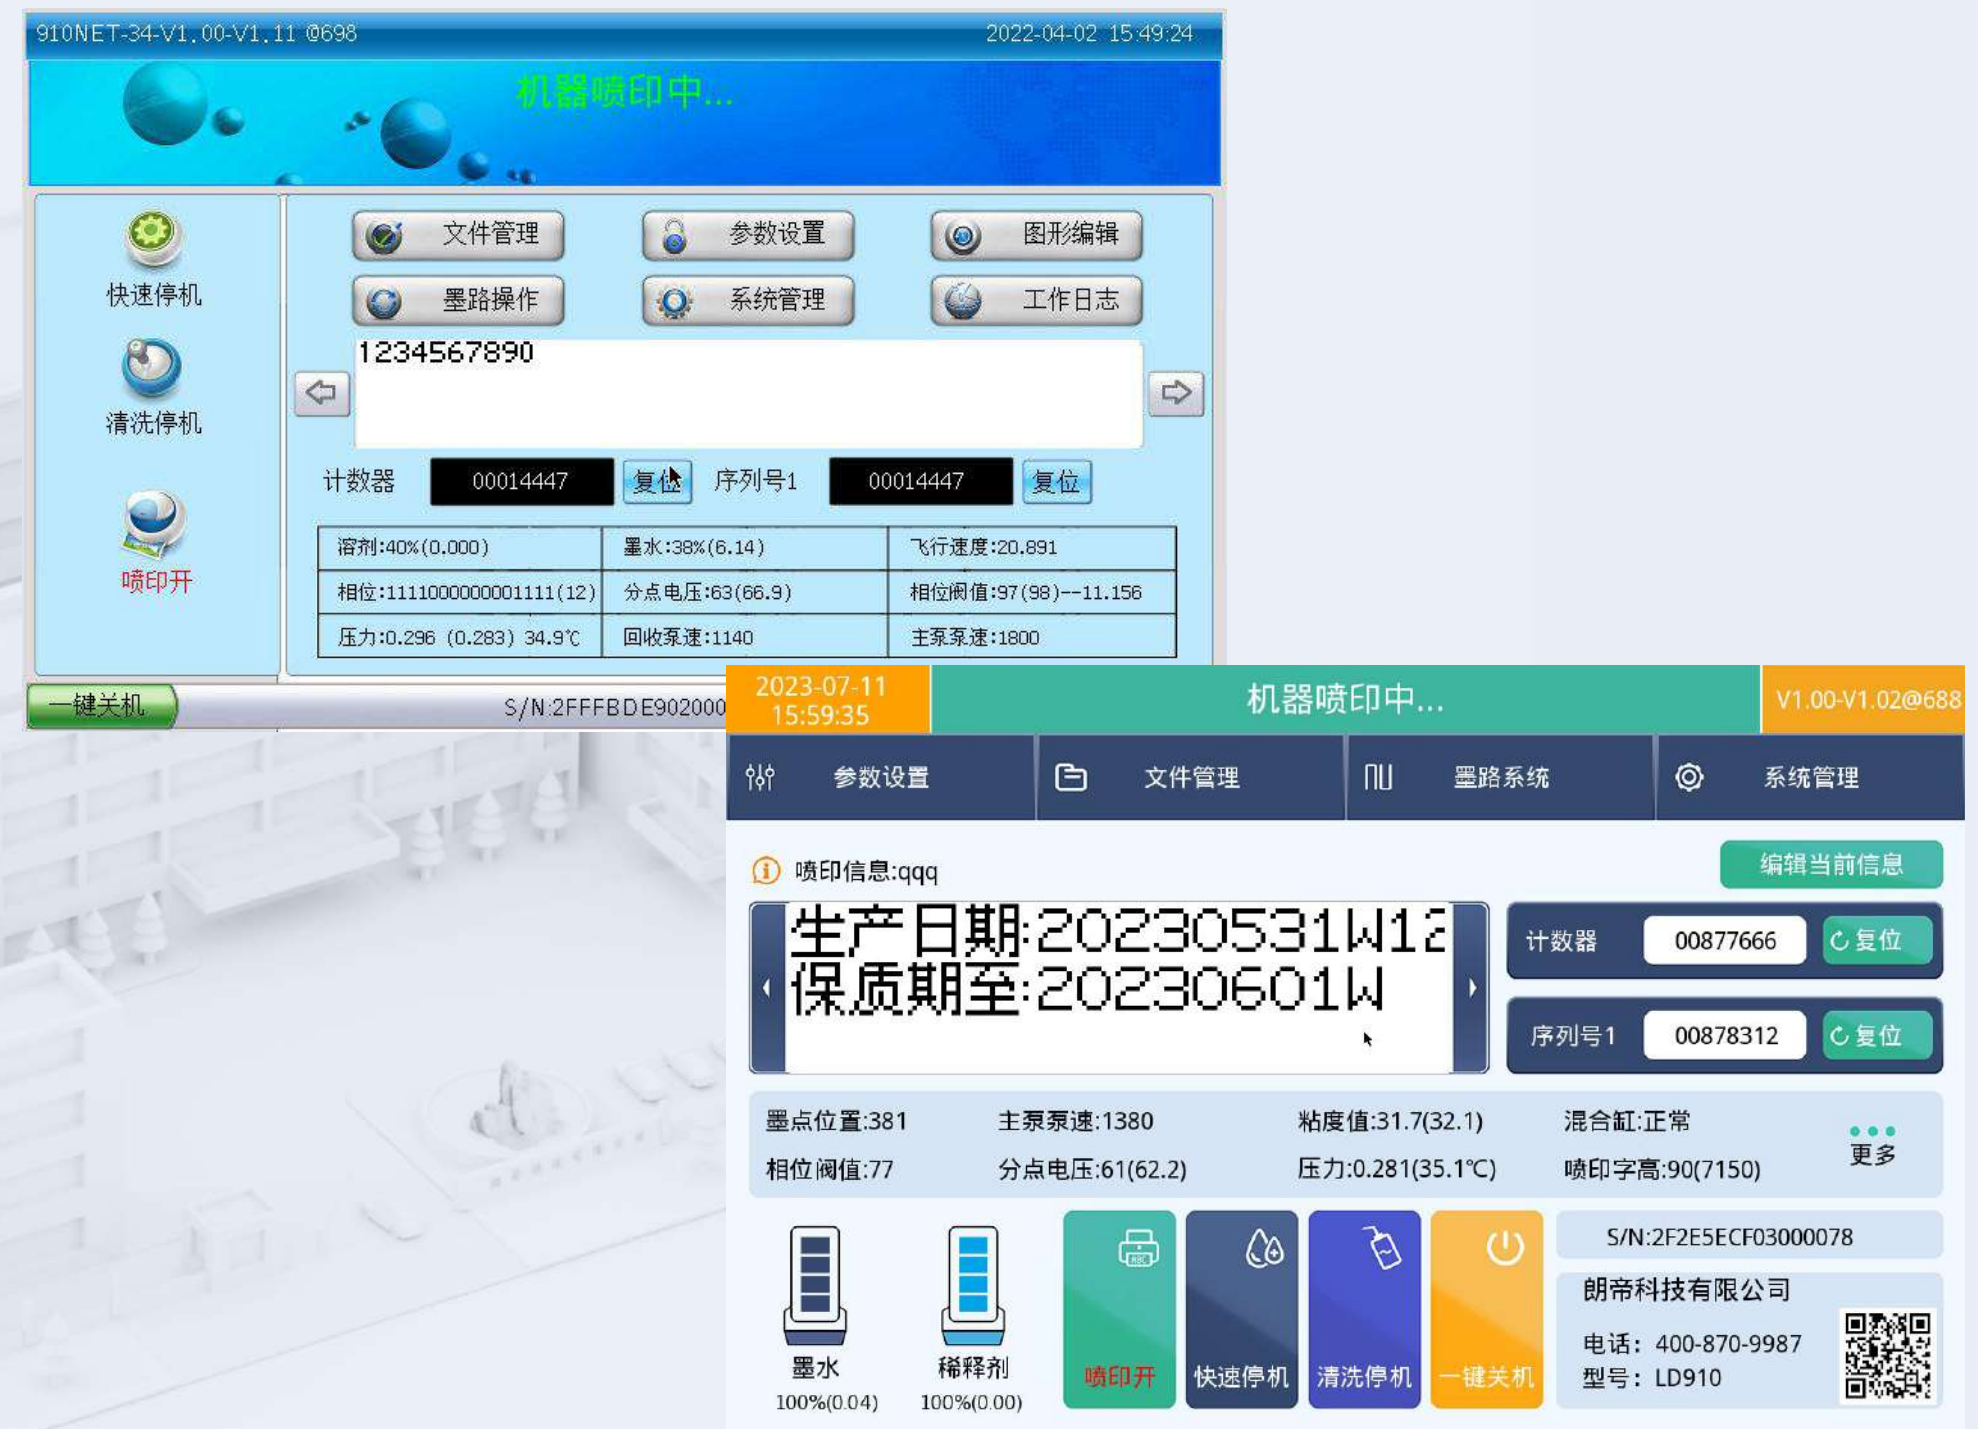 910NET-34-V1.00-V1.11 @698
2022-04-02 15:49:24
机器喷印中...
快速停机
清洗停机
喷印开
文件管理
参数设置
图形编辑
墨路操作
系统管理
工作日志
1234567890
计数器 00014447 复位 序列号1 00014447 复位
溶剂:40%(0.000) 墨水:38%(6.14) 飞行速度:20.891
相位:1111000000001111(12) 分点电压:63(66.9) 相位阀值:97(98)--11.156
压力:0.296 (0.283) 34.9℃ 回收泵速:1140 主泵泵速:1800
一键关机
S/N:2FFFBDE902000
2023-07-11
15:59:35
机器喷印中...
V1.00-V1.02@688
参数设置 文件管理 墨路系统 系统管理
喷印信息:qqq
编辑当前信息
生产日期:20230531W12
保质期至:20230601W
计数器 00877666 复位
序列号1 00878312 复位
墨点位置:381 主泵泵速:1380 粘度值:31.7(32.1) 混合缸:正常
相位阀值:77 分点电压:61(62.2) 压力:0.281(35.1℃) 喷印字高:90(7150)
更多
墨水
100%(0.04)
稀释剂
100%(0.00)
ABC
喷印开
快速停机
清洗停机
一键关机
S/N:2F2E5ECF03000078
朗帝科技有限公司
电话：400-870-9987
型号：LD910